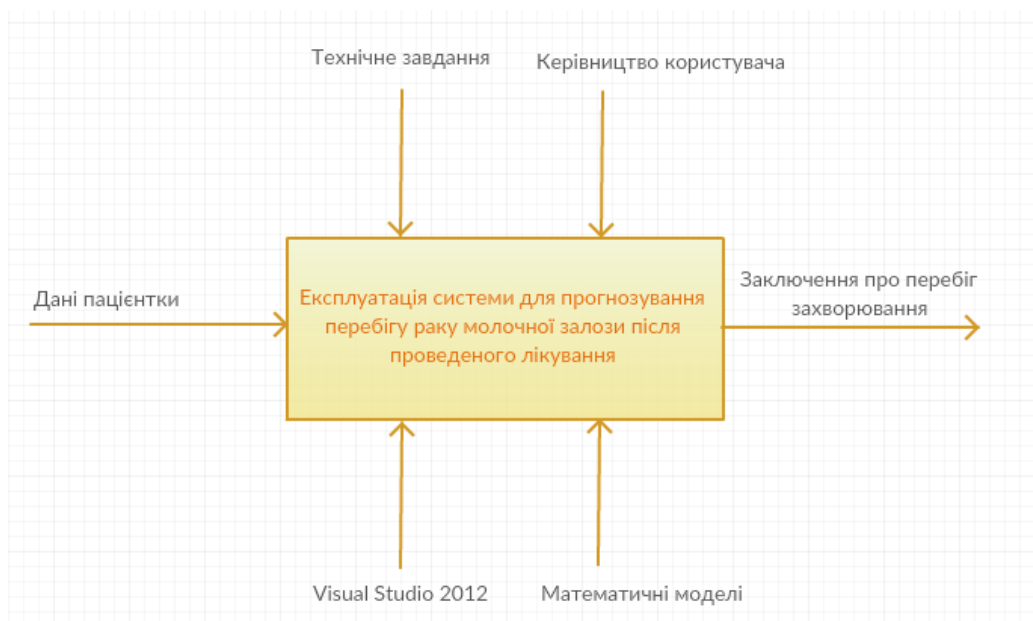 Технічне завдання
Керівництво користувача
Дані пацієнтки
Експлуатація системи для прогнозування
перебігу раку молочної залози після
проведеного лікування
Заключення про перебіг
захворювання
Visual Studio 2012
Математичні моделі